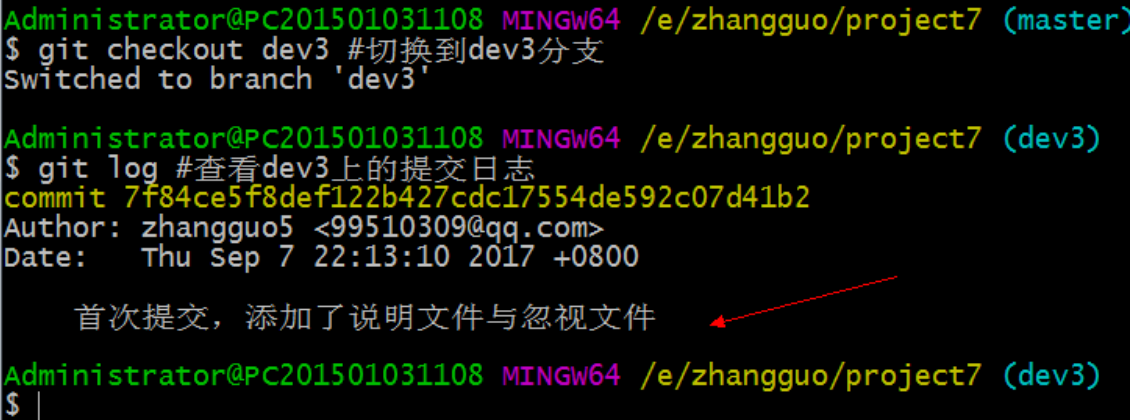 Administrator@PC201501031108 MINGW64 /e/zhangguo/project7 (master)
$ git checkout dev3 #切换到dev3分支
Switched to branch 'dev3'
Administrator@PC201501031108 MINGW64 /e/zhangguo/project7 (dev3)
$ git log #查看dev3上的提交日志
commit 7f84ce5f8def122b427cdc17554de592c07d41b2
Author: zhangguo5 <99510309@qq.com>
Date:   Thu Sep 7 22:13:10 2017 +0800
首次提交，添加了说明文件与忽视文件
Administrator@PC201501031108 MINGW64 /e/zhangguo/project7 (dev3)
$